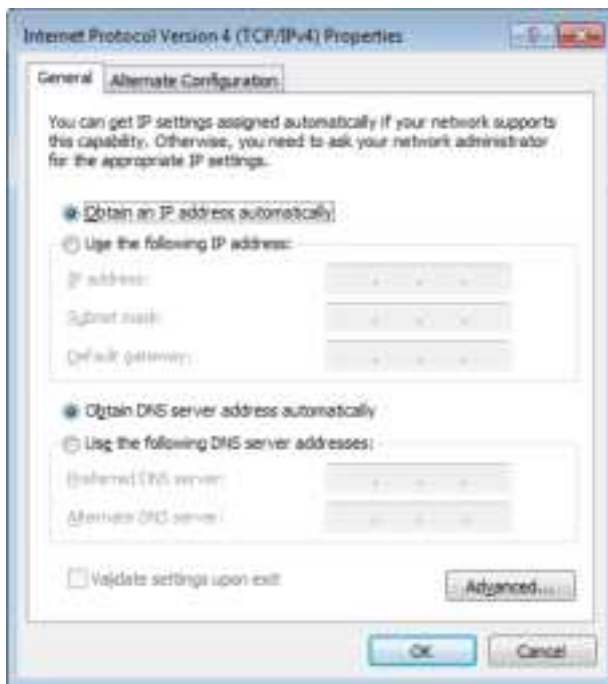 Internet Protocol Version 4 (TCP/IPv4) Properties
General
Alternate Configuration
You can get IP settings assigned automatically if your network supports
this capability. Otherwise, you need to ask your network administrator
for the appropriate IP settings.
Obtain an IP address automatically
Use the following IP address:
IP address:
Subnet mask:
Default gateway:
Obtain DNS server address automatically
Use the following DNS server addresses:
Preferred DNS server:
Alternate DNS server:
Validate settings upon exit
Advanced...
OK
Cancel